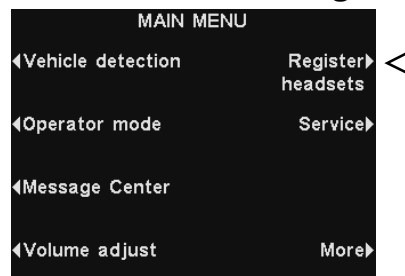 MAIN MENU
Vehicle detection
Register
headsets
Operator mode
Service
Message Center
Volume adjust
More